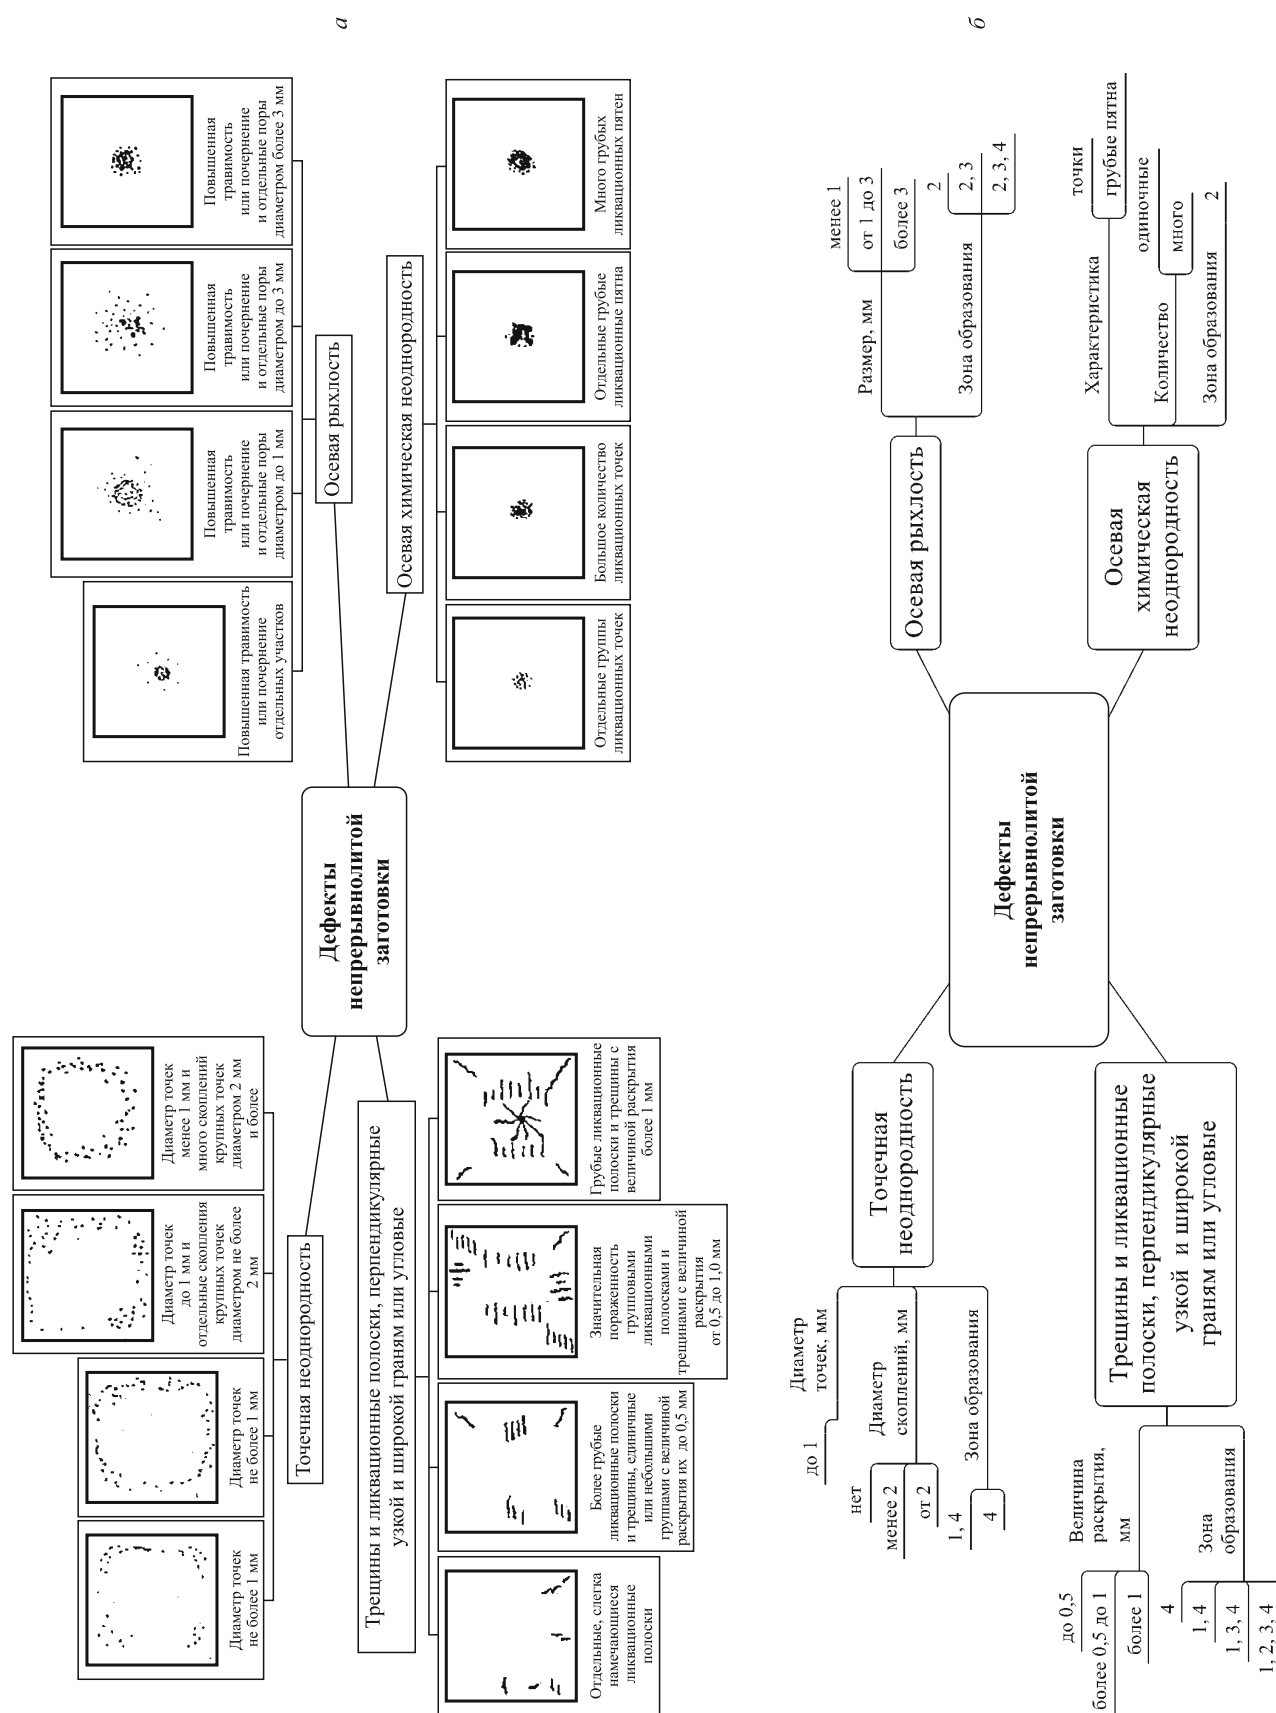 а
Дефекты
непрерывнолитой
заготовки
Точечная неоднородность
Диаметр точек
не более 1 мм
Диаметр точек
не более 1 мм
Диаметр точек
до 1 мм и
отдельные скопления
крупных точек
диаметром не более
2 мм
Диаметр точек
менее 1 мм и
много скоплений
крупных точек
диаметром 2 мм
и более
Осевая рыхлость
Повышенная травимость
или почернение
отдельных участков
Повышенная
травимость
или почернение
и отдельные поры
диаметром до 1 мм
Повышенная
травимость
или почернение
и отдельные поры
диаметром до 3 мм
Повышенная
травимость
или почернение
и отдельные поры
диаметром более 3 мм
Трещины и ликвационные полоски, перпендикулярные
узкой и широкой граням или угловые
Отдельные, слегка
намечающиеся
ликвационные
полоски
Более грубые
ликвационные полоски
и трещины, единичные
или небольшими
группами с величиной
раскрытия их до 0,5 мм
Значительная
пораженность
групповыми
ликвационными
полосками и
трещинами с величиной
раскрытия
от 0,5 до 1,0 мм
Грубые ликвационные
полоски и трещины с
величиной раскрытия
более 1 мм
Осевая химическая неоднородность
Отдельные группы
ликвационных точек
Большое количество
ликвационных точек
Отдельные грубые
ликвационные пятна
Много грубых
ликвационных пятен
б
Дефекты
непрерывнолитой
заготовки
Точечная
неоднородность
Диаметр
точек, мм
до 1
Диаметр
скоплений, мм
нет
менее 2
от 2
Зона образования
1, 4
4
Осевая рыхлость
Размер, мм
менее 1
от 1 до 3
более 3
Зона образования
2
2, 3
2, 3, 4
Трещины и ликвационные
полоски, перпендикулярные
узкой и широкой
граням или угловые
Величина
раскрытия,
мм
до 0,5
более 0,5 до 1
более 1
Зона
образования
4
1, 4
1, 3, 4
1, 2, 3, 4
Осевая
химическая
неоднородность
Характеристика
точки
грубые пятна
Количество
одиночные
много
Зона образования
2